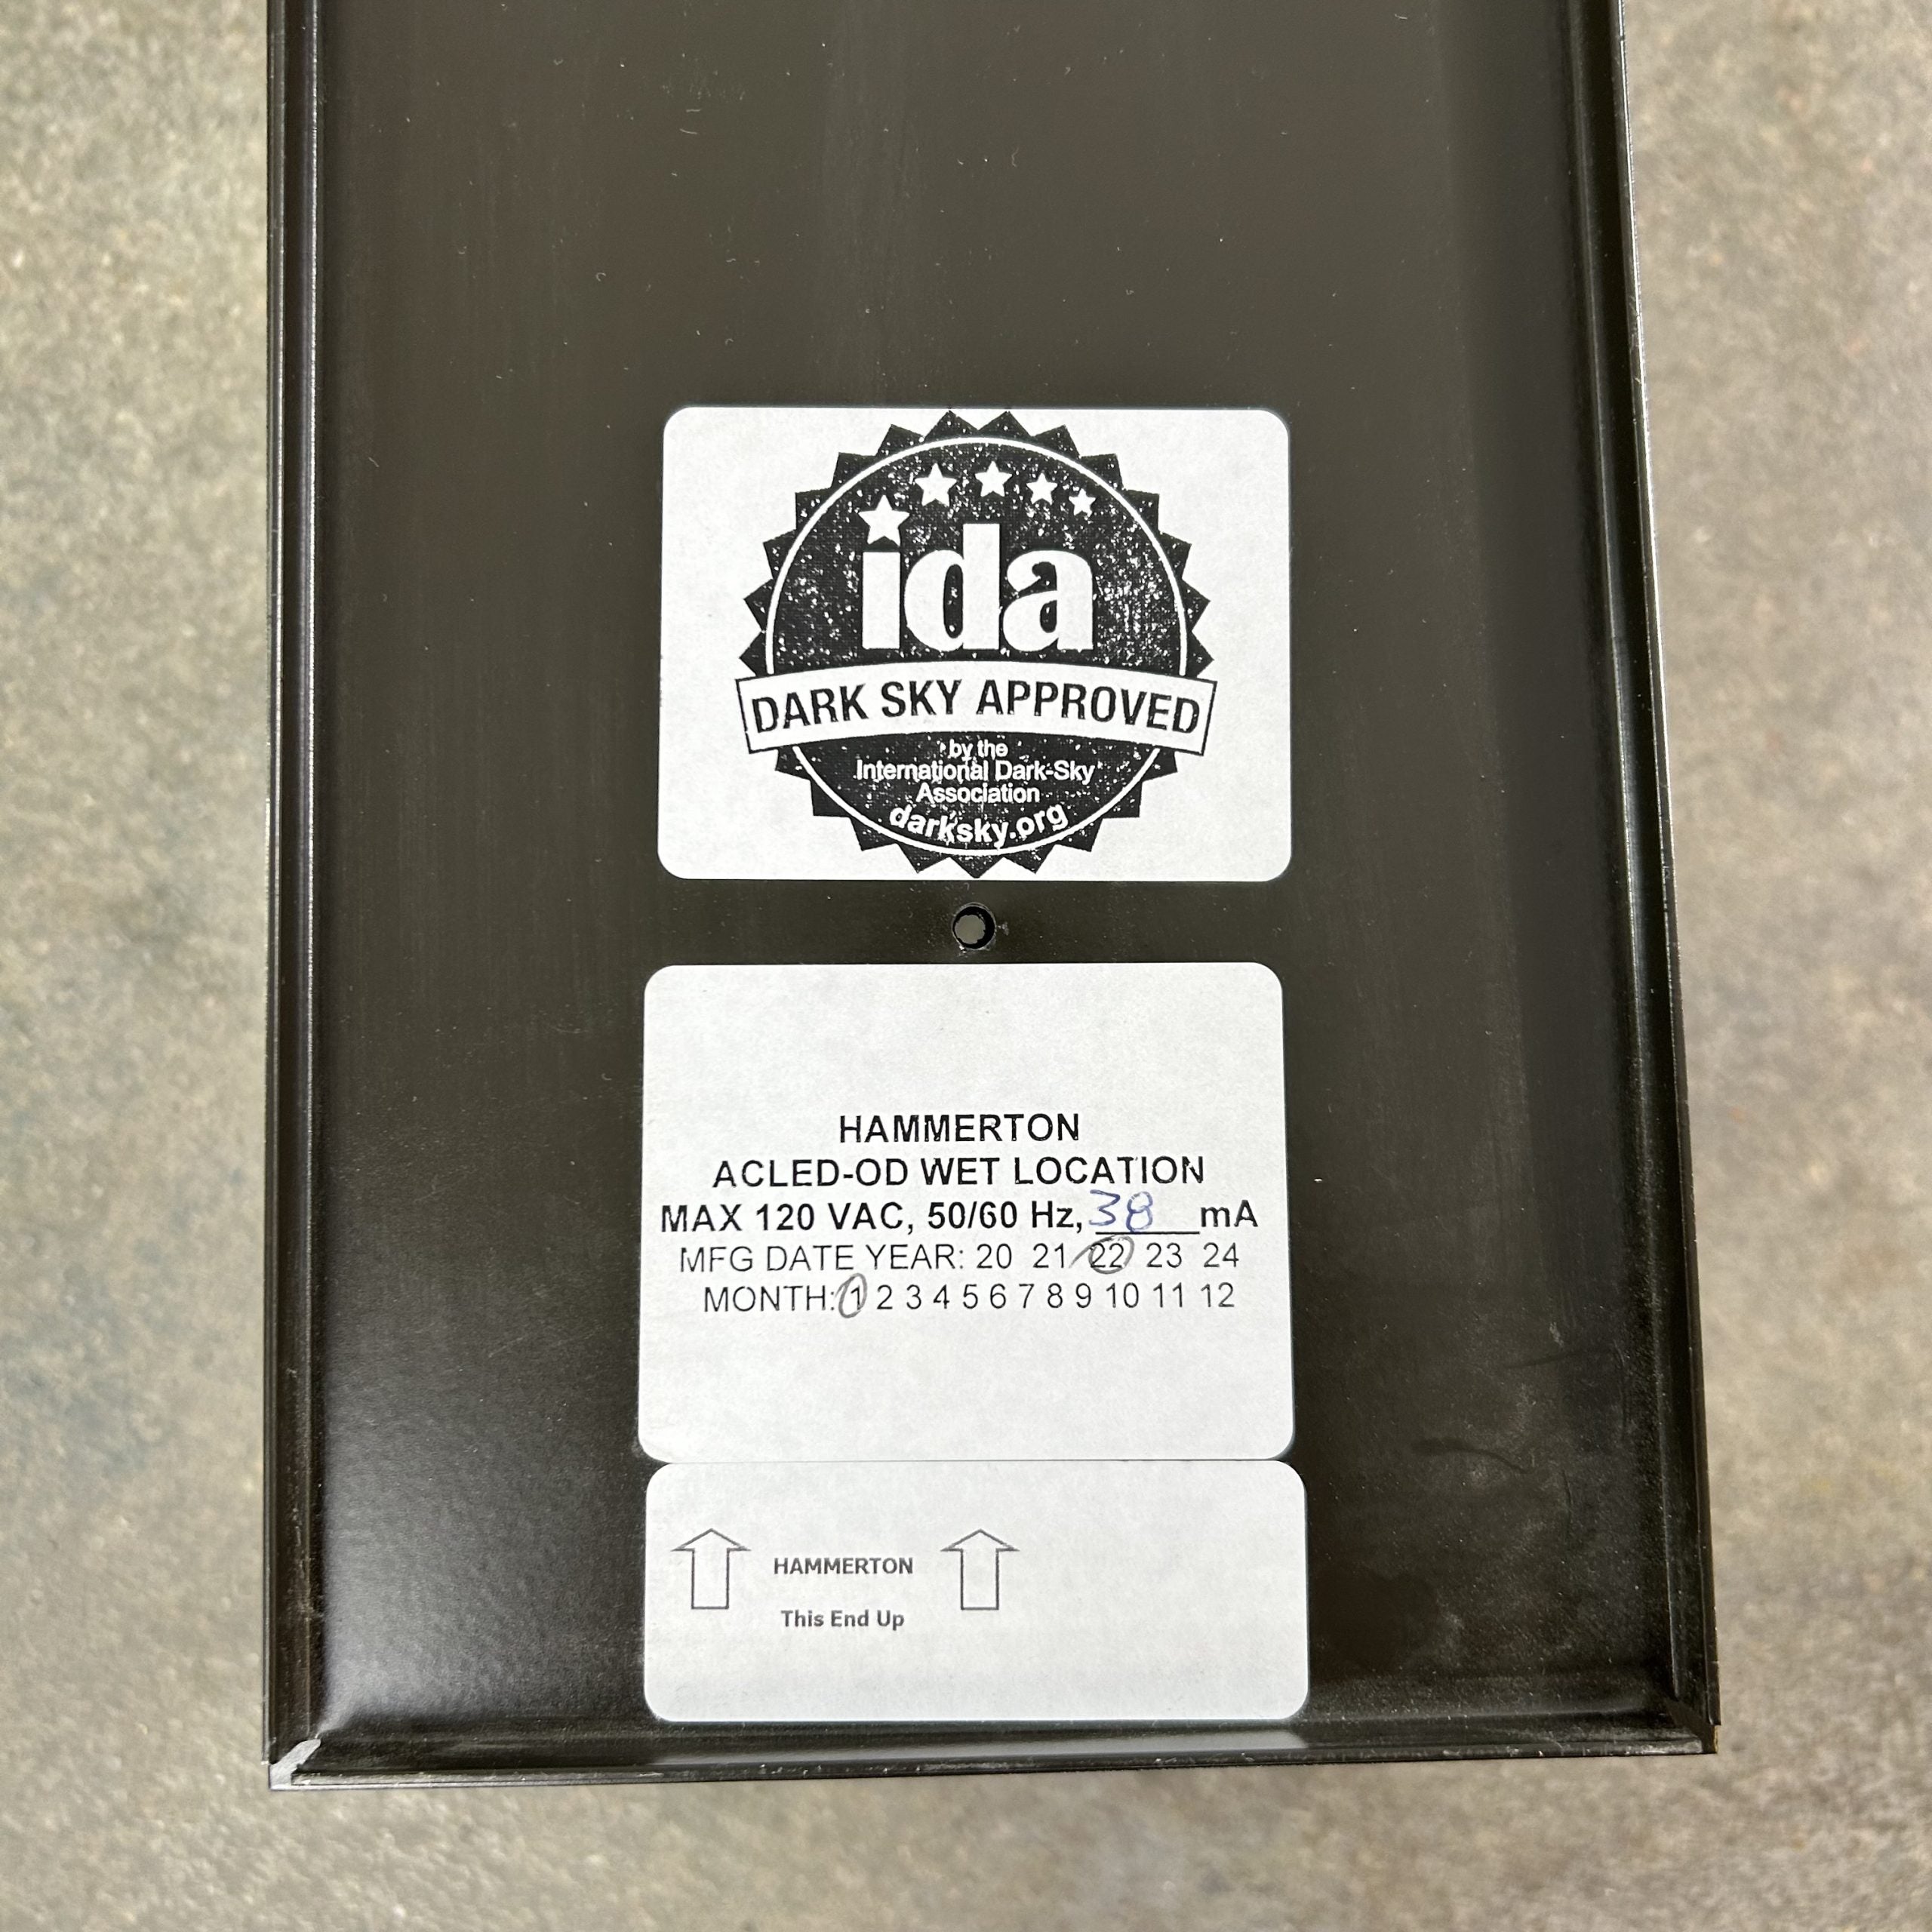 ida
DARK SKY APPROVED
by the
International Dark-Sky
Association
darksky.org
HAMMERTON
ACLED-OD WET LOCATION
MAX 120 VAC, 50/60 Hz, 38 mA
MFG DATE YEAR: 20 21 22 23 24
MONTH: 1 2 3 4 5 6 7 8 9 10 11 12
HAMMERTON
This End Up